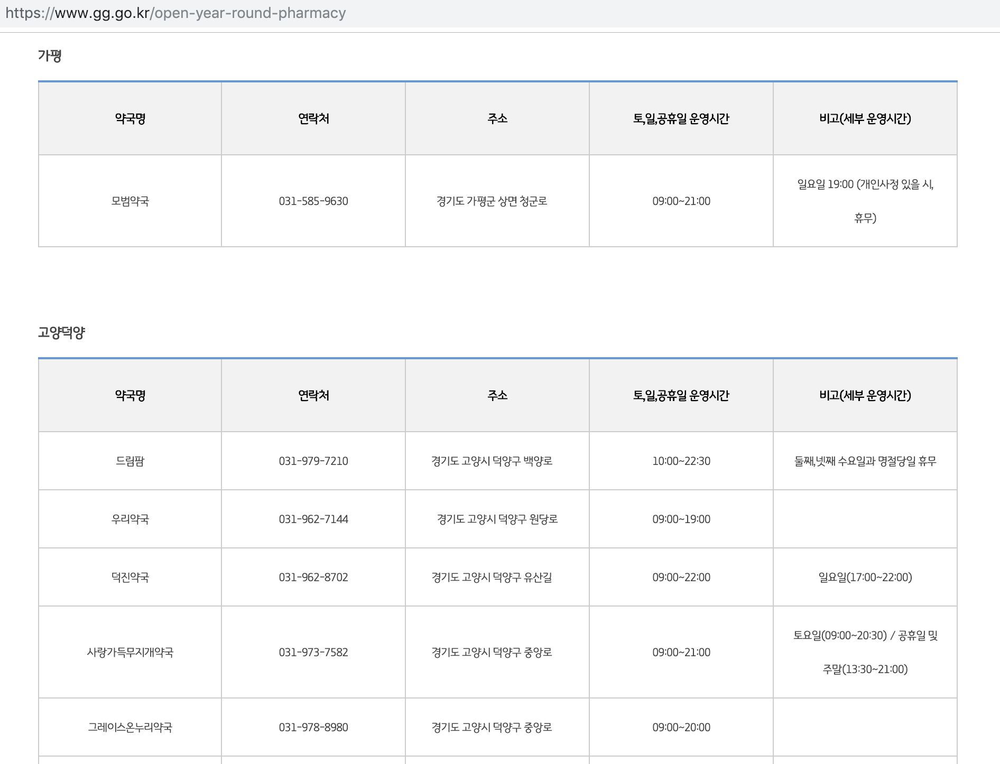 https://www.gg.go.kr/open-year-round-pharmacy
가평
약국명 연락처 주소 토,일,공휴일 운영시간 비고(세부 운영시간)
모범약국 031-585-9630 경기도 가평군 상면 청군로 09:00~21:00 일요일 19:00 (개인사정 있을 시,
휴무)
고양덕양
약국명 연락처 주소 토,일,공휴일 운영시간 비고(세부 운영시간)
드림팜 031-979-7210 경기도 고양시 덕양구 백양로 10:00~22:30 둘째,넷째 수요일과 명절당일 휴무
우리약국 031-962-7144 경기도 고양시 덕양구 원당로 09:00~19:00
덕진약국 031-962-8702 경기도 고양시 덕양구 유산길 09:00~22:00 일요일(17:00~22:00)
사랑가득무지개약국 031-973-7582 경기도 고양시 덕양구 중앙로 09:00~21:00 토요일(09:00~20:30) / 공휴일 및
주말(13:30~21:00)
그레이스온누리약국 031-978-8980 경기도 고양시 덕양구 중앙로 09:00~20:00